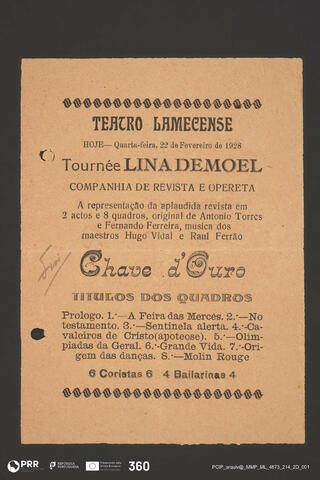 TEATRO LAMECENSE
HOJE— Quarta-feira, 22 de Fevereiro de 1928
Tournée LINA DEMOEL
COMPANHIA DE REVISTA E OPERETA
A representação da aplaudida revista em
2 actos e 8 quadros, original de Antonio Torres
e Fernando Ferreira, musica dos
maestros Hugo Vidal e Raul Ferrão
Chave d'Ouro
TITULOS DOS QUADROS
Prologo. 1.·—A Feira das Mercês. 2.·—No
testamento. 3.·—Sentinela alerta. 4.·Ca-
valeiros de Cristo(apoteose). 5.·—Olim-
piadas da Geral. 6.·Grande Vida. 7.·Ori-
gem das danças. 8.·—Molin Rouge
6 Coristas 6 4 Bailarinas 4
PRR
REPÚBLICA
PORTUGUESA
360
PCIP_arquiv@_MMP_ML_4673_214_2D_001